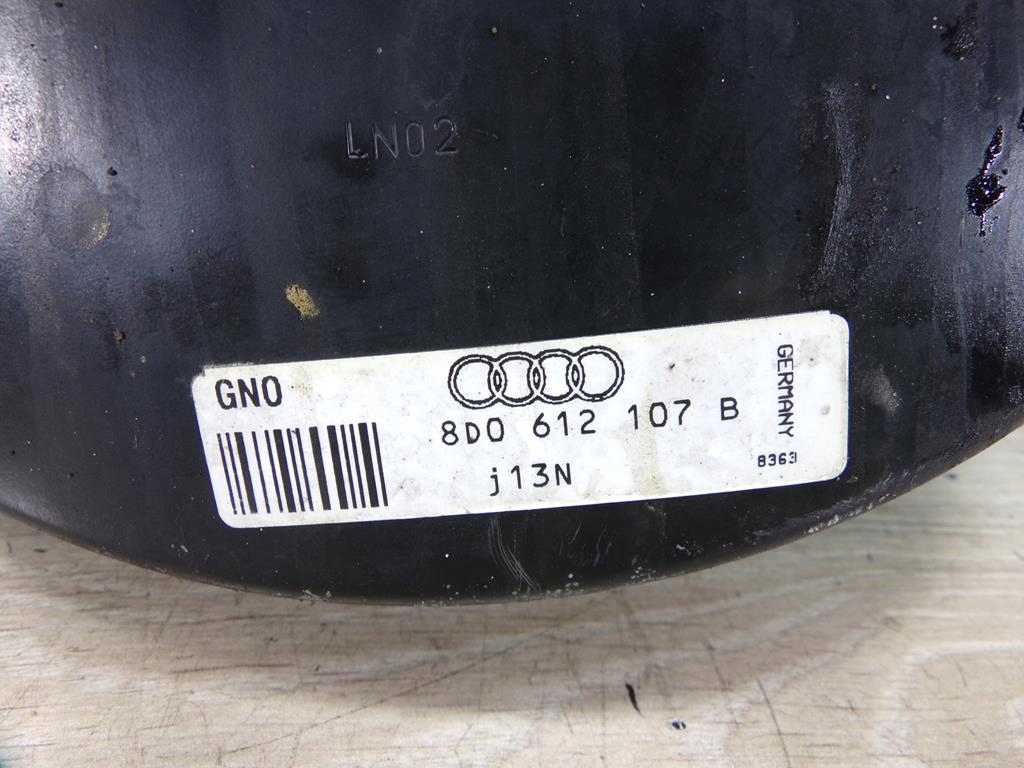 LN02
GNO
8D0 612 107 B
j13N
GERMANY
8363